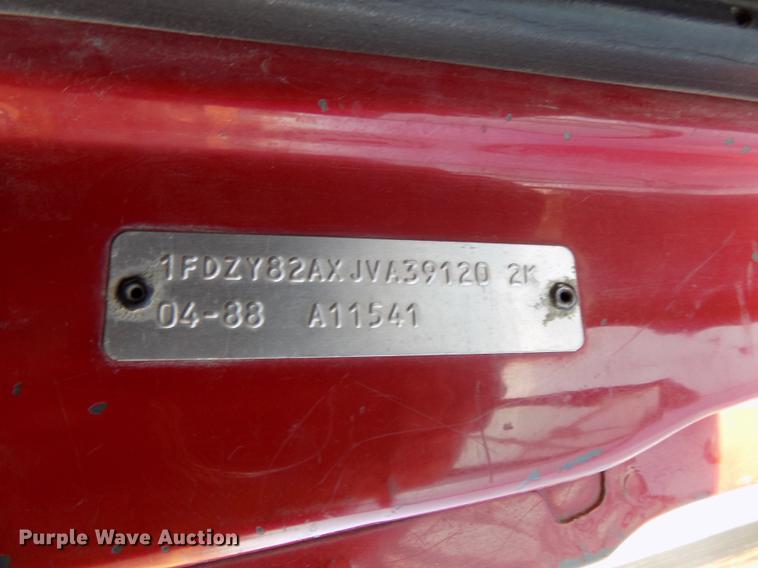 1FDZY82AXJVA39120 2K
04-88 A11541
Purple Wave Auction